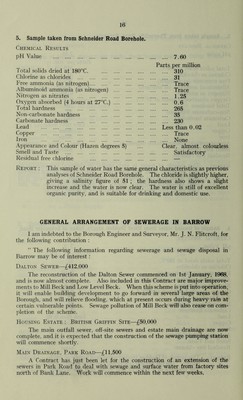 16
5. Sample taken from Schneider Road Borehole.
CHEMICAL RESULTS
pH Value ... 7.60
Parts per million
Total solids dried at 180°C. ... 310
Chlorine as chlorides ... 31
Free ammonia (as nitrogen) ... Trace
Albuminoid ammonia (as nitrogen) Trace
Nitrogen as nitrates ... 1.25
Oxygen absorbed (4 hours at 27°C.) 0.6
Total hardness ... 265
Non-carbonate hardness ... 35
Carbonate hardness ... 230
Lead ... Less than 0.02
Copper ... Trace
Iron ... None
Appearance and Colour (Hazen degrees 8) Clear, almost colourless
Smell and Taste ... Satisfactory
Residual free chlorine
REPORT: This sample of water has the same general characteristics as previous
analyses of Schneider Road Borehole. The chlorine is slightly higher,
giving a salinity figure of 51; the hardness also shows a slight
increase and the water is now clear. The water is still of excellent
organic purity, and is suitable for drinking and domestic use.
GENERAL ARRANGEMENT OF SEWERAGE IN BARROW
I am indebted to the Borough Engineer and Surveyor, Mr. J. N. Flitcroft, for
the following contribution:
" The following information regarding sewerage and sewage disposal in
Barrow may be of interest:
DALTON SEWER—£412,000
The reconstruction of the Dalton Sewer commenced on 1st January, 1968,
and is now almost complete. Also included in this Contract are major improve-
ments to Mill Beck and Low Level Beck. When this scheme is put into operation,
it will enable building development to go forward in several large areas of the
Borough, and will relieve flooding, which at present occurs during heavy rain at
certain vulnerable points. Sewage pollution of Mill Beck will also cease on com-
pletion of the scheme.
HOUSING ESTATE: BRITISH GRIFFIN SITE—£80,000
The main outfall sewer, off-site sewers and estate main drainage are now
complete, and it is expected that the construction of the sewage pumping station
will commence shortly.
MAIN DRAINAGE, PARK ROAD—£11,500
A Contract has just been let for the construction of an extension of the
sewers in Park Road to deal with sewage and surface water from factory sites
north of Bank Lane. Work will commence within the next few weeks.